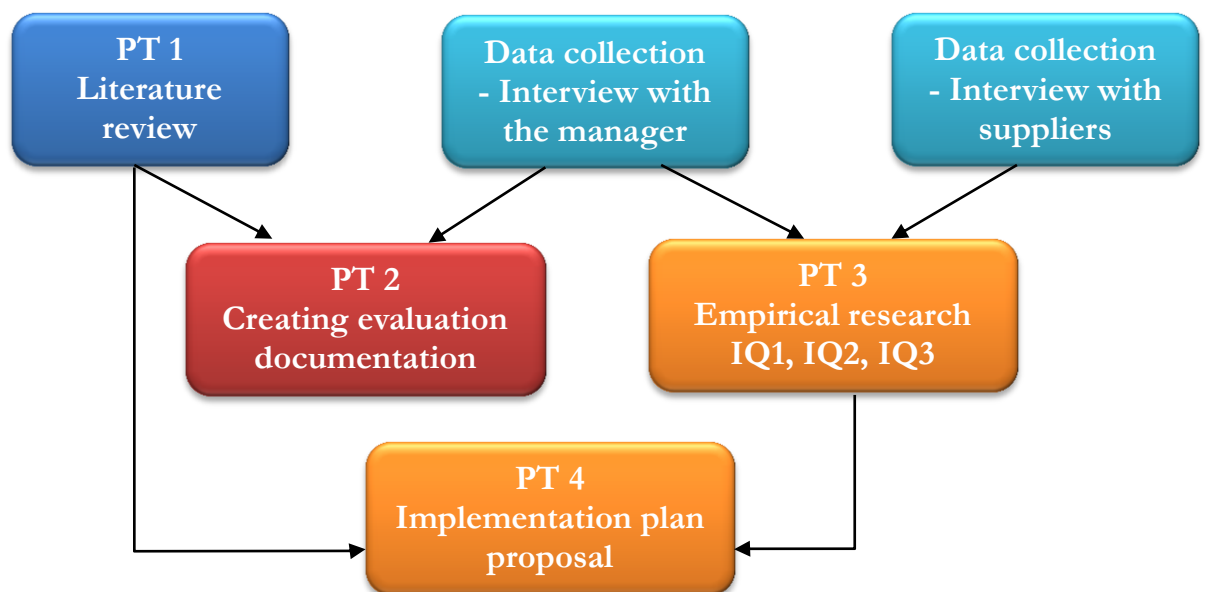 PT 1
Literature
review
Data collection
- Interview with
the manager
Data collection
- Interview with
suppliers
PT 2
Creating evaluation
documentation
PT 3
Empirical research
IQ1, IQ2, IQ3
PT 4
Implementation plan
proposal